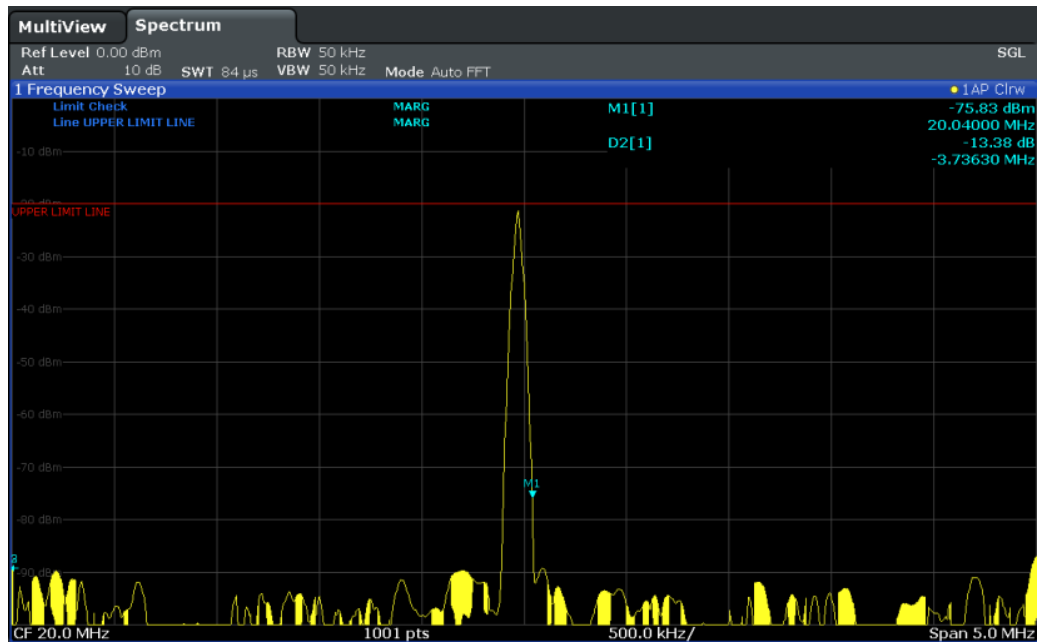 MultiView Spectrum
Ref Level 0.00 dBm RBW 50 kHz SGL
Att 10 dB SWT 84 µs VBW 50 kHz Mode Auto FFT
1 Frequency Sweep 1AP Clrw
Limit Check MARG M1[1] -75.83 dBm
Line UPPER LIMIT LINE MARG 20.04000 MHz
D2[1] -13.38 dB
-10 dBm -3.73630 MHz
-20 dBm
UPPER LIMIT LINE
-30 dBm
-40 dBm
-50 dBm
-60 dBm
-70 dBm
M1
-80 dBm
-90 dBm
CF 20.0 MHz 1001 pts 500.0 kHz/ Span 5.0 MHz